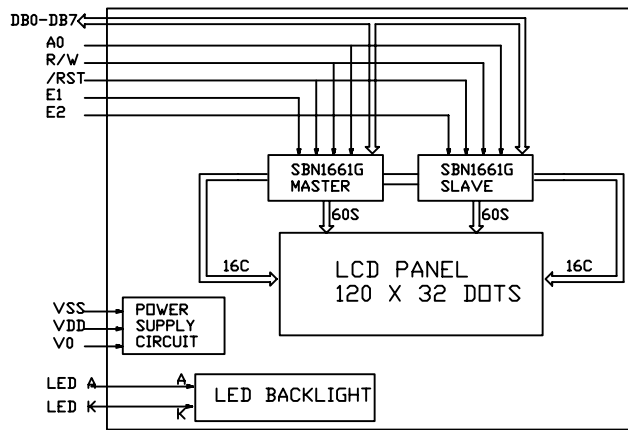 DB0-DB7
A0
R/W
/RST
E1
E2
SBN1661G
MASTER
SBN1661G
SLAVE
60S
60S
16C
16C
LCD PANEL
120 X 32 DOTS
VSS
VDD
V0
POWER
SUPPLY
CIRCUIT
LED A
A
LED K
K
LED BACKLIGHT